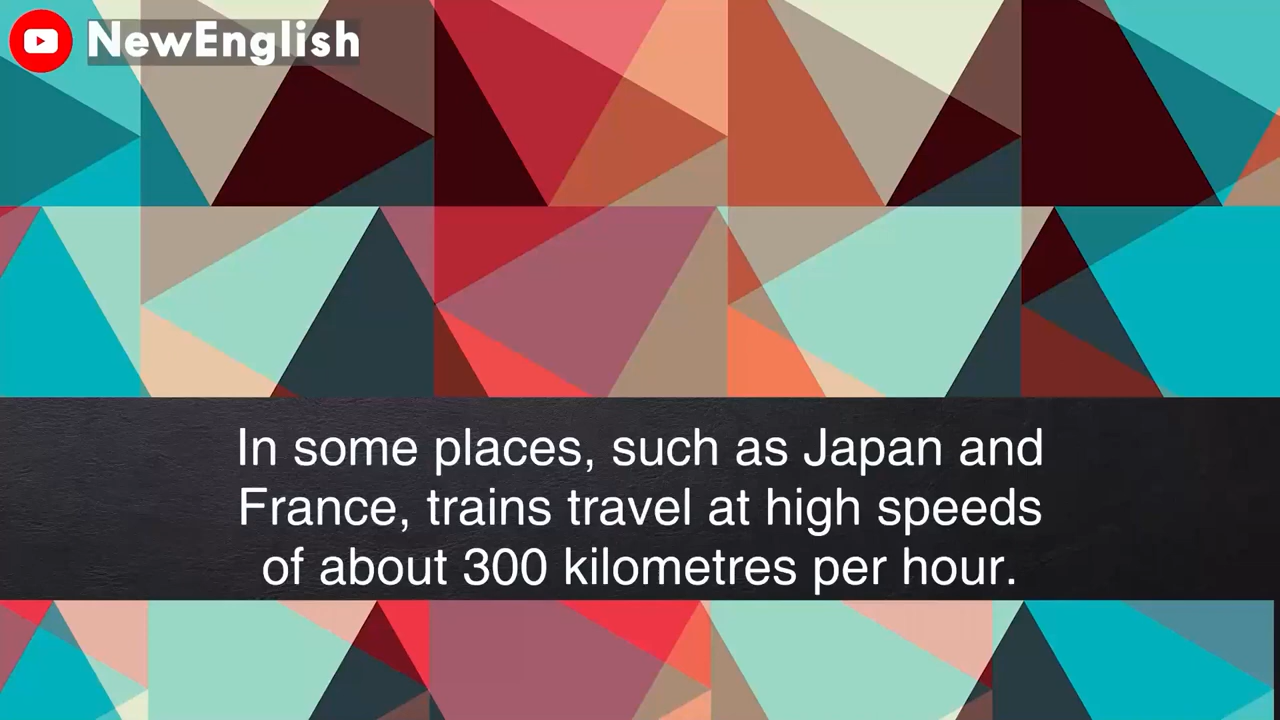 NewEnglish
In some places, such as Japan and
France, trains travel at high speeds
of about 300 kilometres per hour.